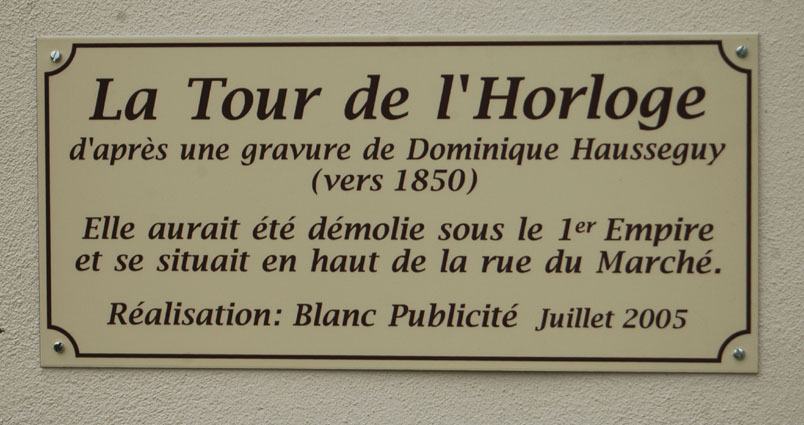 La Tour de l'Horloge
d'après une gravure de Dominique Hausseguy
(vers 1850)
Elle aurait été démolie sous le 1er Empire
et se situait en haut de la rue du Marché.
Réalisation: Blanc Publicité Juillet 2005